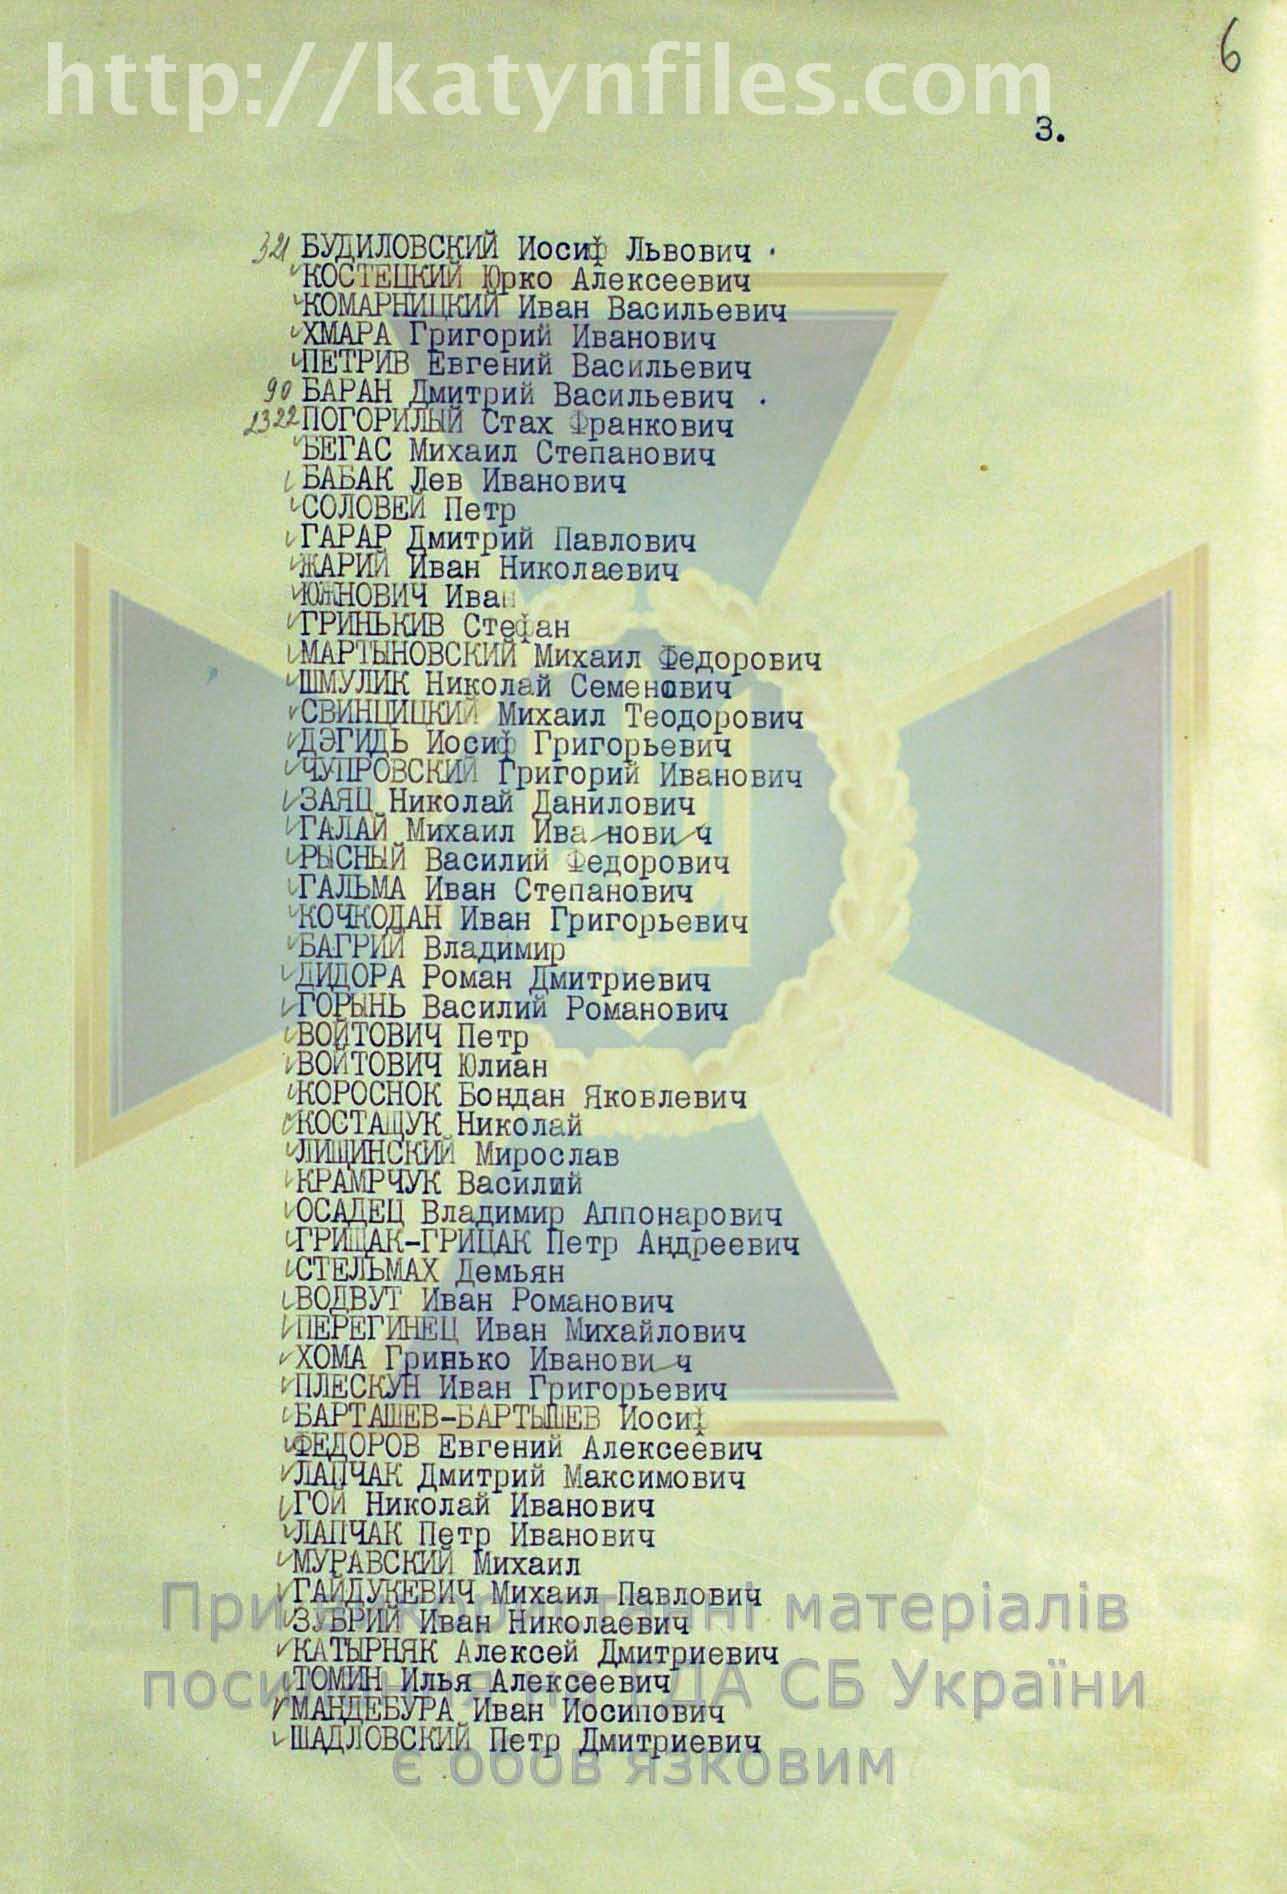 http://katynfiles.com
6
3.
321 БУДИЛОВСКИЙ Иосиф Львович .
КОСТЕЦКИЙ Юрко Алексеевич
КОМАРНИЦКИЙ Иван Васильевич
ХМАРА Григорий Иванович
ПЕТРИВ Евгений Васильевич
90 БАРАН Дмитрий Васильевич .
2322 ПОГОРИЛЫЙ Стах Франкович
БЕГАС Михаил Степанович
БАБАК Лев Иванович
СОЛОВЕЙ Петр
ГАРАР Дмитрий Павлович
ЖАРИЙ Иван Николаевич
ЮЖНОВИЧ Иван
ГРИНЬКИВ Стефан
МАРТЫНОВСКИЙ Михаил Федорович
ШМУЛИК Николай Семенович
СВИНЦИЦКИЙ Михаил Теодорович
ДЭГИДЬ Иосиф Григорьевич
ЧУПРОВСКИЙ Григорий Иванович
ЗАЯЦ Николай Данилович
ГАЛАЙ Михаил Иванович
РЫСНЫЙ Василий Федорович
ГАЛЬМА Иван Степанович
КОЧКОДАН Иван Григорьевич
БАГРИЙ Владимир
ДИДОРА Роман Дмитриевич
ГОРЫНЬ Василий Романович
ВОЙТОВИЧ Петр
ВОЙТОВИЧ Юлиан
КОРОСНОК Бондан Яковлевич
КОСТАЩУК Николай
ЛИЩИНСКИЙ Мирослав
КРАМРЧУК Василий
ОСАДЕЦ Владимир Аппонарович
ГРИЩАК-ГРИЦАК Петр Андреевич
СТЕЛЬМАХ Демьян
ВОДВУТ Иван Романович
ПЕРЕГИНЕЦ Иван Михайлович
ХОМА Гринько Иванович
ПЛЕСКУН Иван Григорьевич
БАРТАШЕВ-БАРТЫШЕВ Иосиф
ФЕДОРОВ Евгений Алексеевич
ЛАПЧАК Дмитрий Максимович
ГОЙ Николай Иванович
ЛАПЧАК Петр Иванович
МУРАВСКИЙ Михаил
ГАЙДУКЕВИЧ Михаил Павлович
ЗУБРИЙ Иван Николаевич
КАТЫРНЯК Алексей Дмитриевич
ТОМИН Илья Алексеевич
МАНДЕБУРА Иван Иосипович
ШАДЛОВСКИЙ Петр Дмитриевич
При використанні матеріалів
посилання на ГДА СБ України
є обов язковим